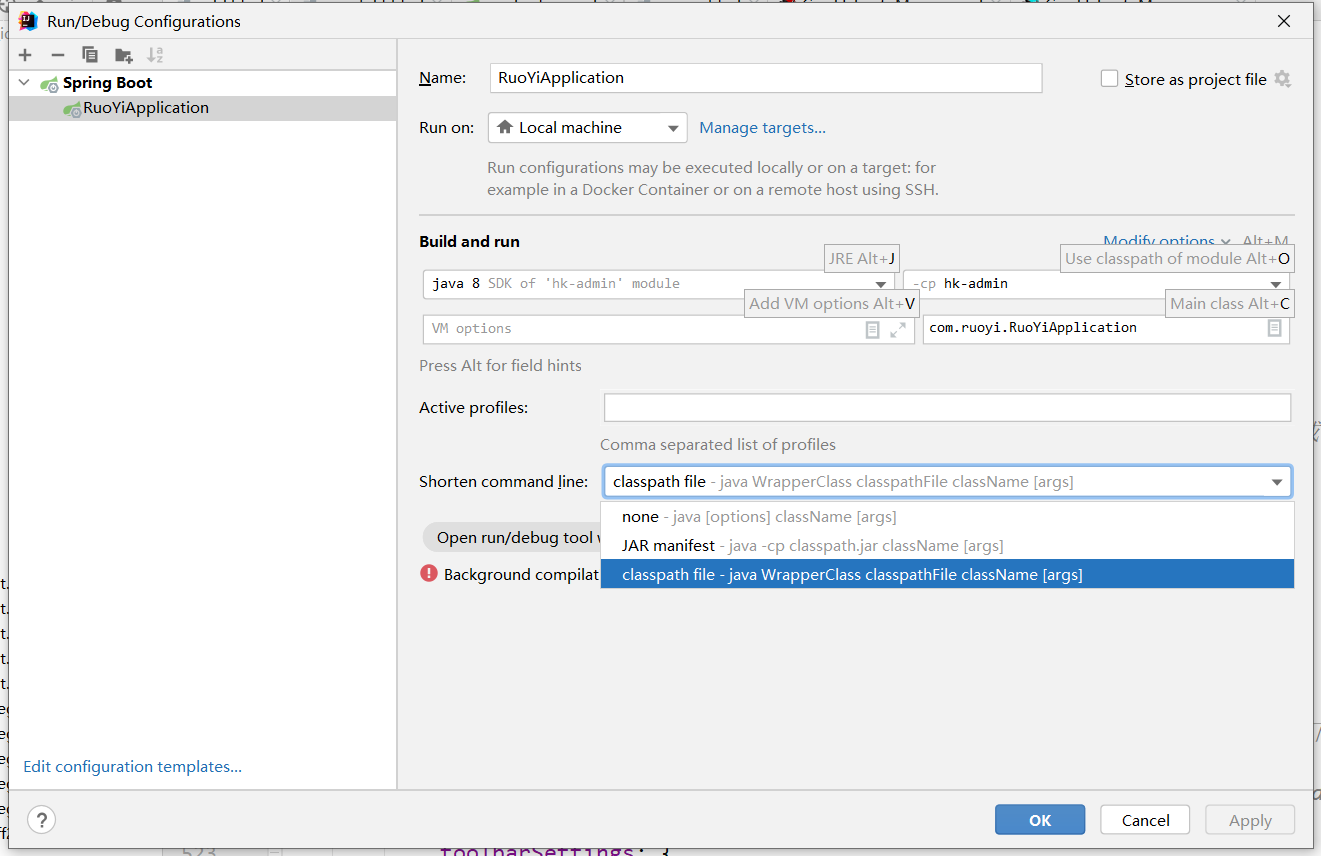 Run/Debug Configurations
Spring Boot
RuoYiApplication
Edit configuration templates...
Name:
RuoYiApplication
Store as project file
Run on:
Local machine
Manage targets...
Run configurations may be executed locally or on a target: for
example in a Docker Container or on a remote host using SSH.
Build and run
Modify options
Alt+M
JRE Alt+J
Use classpath of module Alt+O
java 8 SDK of 'hk-admin' module
-cp hk-admin
Add VM options Alt+V
Main class Alt+C
VM options
com.ruoyi.RuoYiApplication
Press Alt for field hints
Active profiles:
Comma separated list of profiles
Shorten command line:
classpath file - java WrapperClass classpathFile className [args]
none - java [options] className [args]
Open run/debug tool
JAR manifest - java -cp classpath.jar className [args]
Background compilat
classpath file - java WrapperClass classpathFile className [args]
?
OK
Cancel
Apply
523
toolbarSettings: {